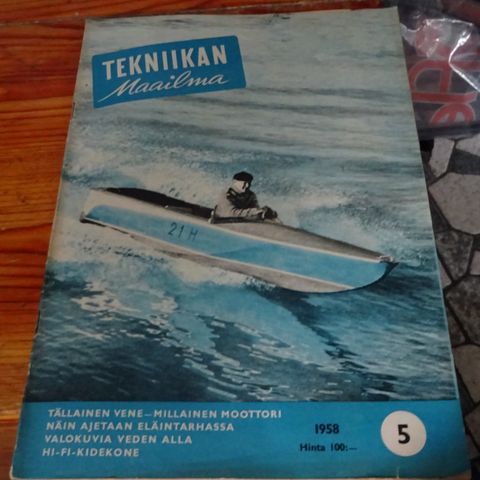 TEKNIIKAN
Maailma
21 H
TÄLLAINEN VENE—MILLAINEN MOOTTORI
NÄIN AJETAAN ELÄINTARHASSA
VALOKUVIA VEDEN ALLA
HI-FI-KIDEKONE
1958
Hinta 100:—
5